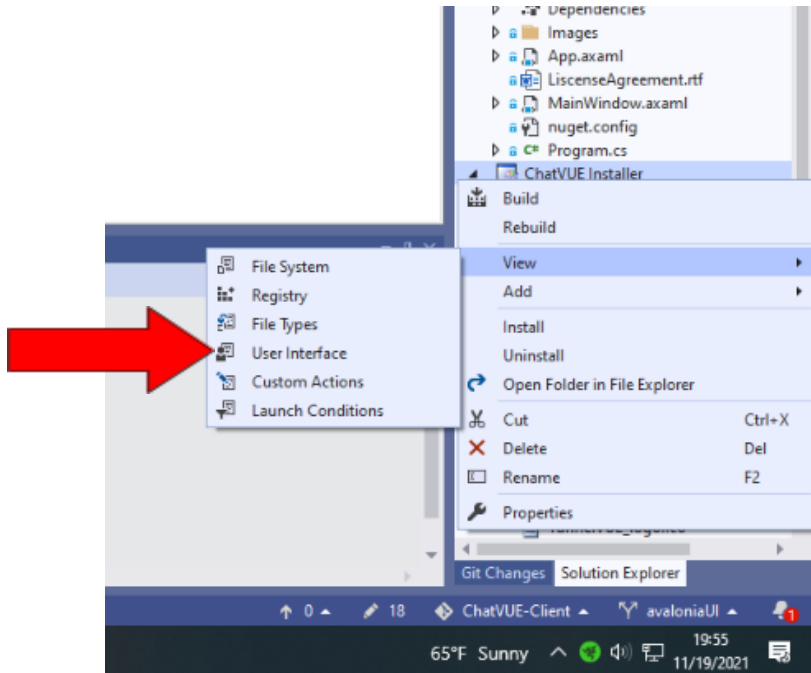 Dependencies
Images
App.axaml
LiscenseAgreement.rtf
MainWindow.axaml
nuget.config
C# Program.cs
ChatVUE Installer
Build
Rebuild
View
Add
Install
Uninstall
Open Folder in File Explorer
Cut Ctrl+X
Delete Del
Rename F2
Properties
File System
Registry
File Types
User Interface
Custom Actions
Launch Conditions
Git Changes Solution Explorer
0 18 ChatVUE-Client avaloniaUI 1
65°F Sunny 19:55
11/19/2021